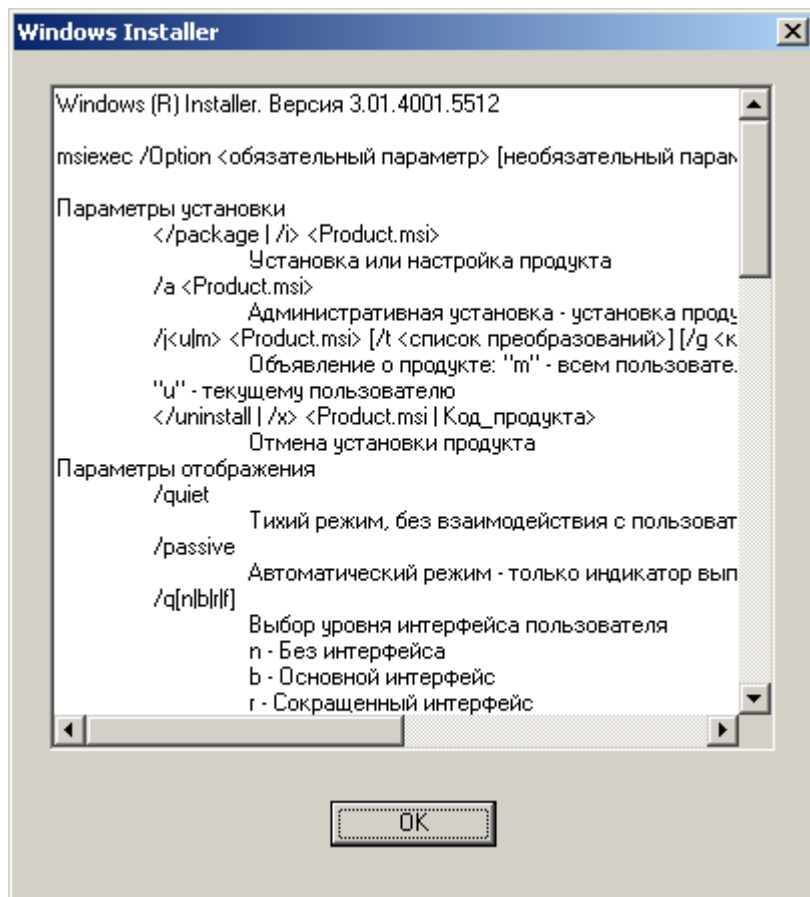 Windows Installer
Windows (R) Installer. Версия 3.01.4001.5512
msiexec /Option <обязательный параметр> [необязательный парам
Параметры установки
</package | /i> <Product.msi>
Установка или настройка продукта
/a <Product.msi>
Административная установка - установка проду
/j<u|m> <Product.msi> [/t <список преобразований>] [/g <к
Объявление о продукте: "m" - всем пользовате.
"u" - текущему пользователю
</uninstall | /x> <Product.msi | Код_продукта>
Отмена установки продукта
Параметры отображения
/quiet
Тихий режим, без взаимодействия с пользоват
/passive
Автоматический режим - только индикатор вып
/q[n|b|r|f]
Выбор уровня интерфейса пользователя
n - Без интерфейса
b - Основной интерфейс
r - Сокращенный интерфейс
OK